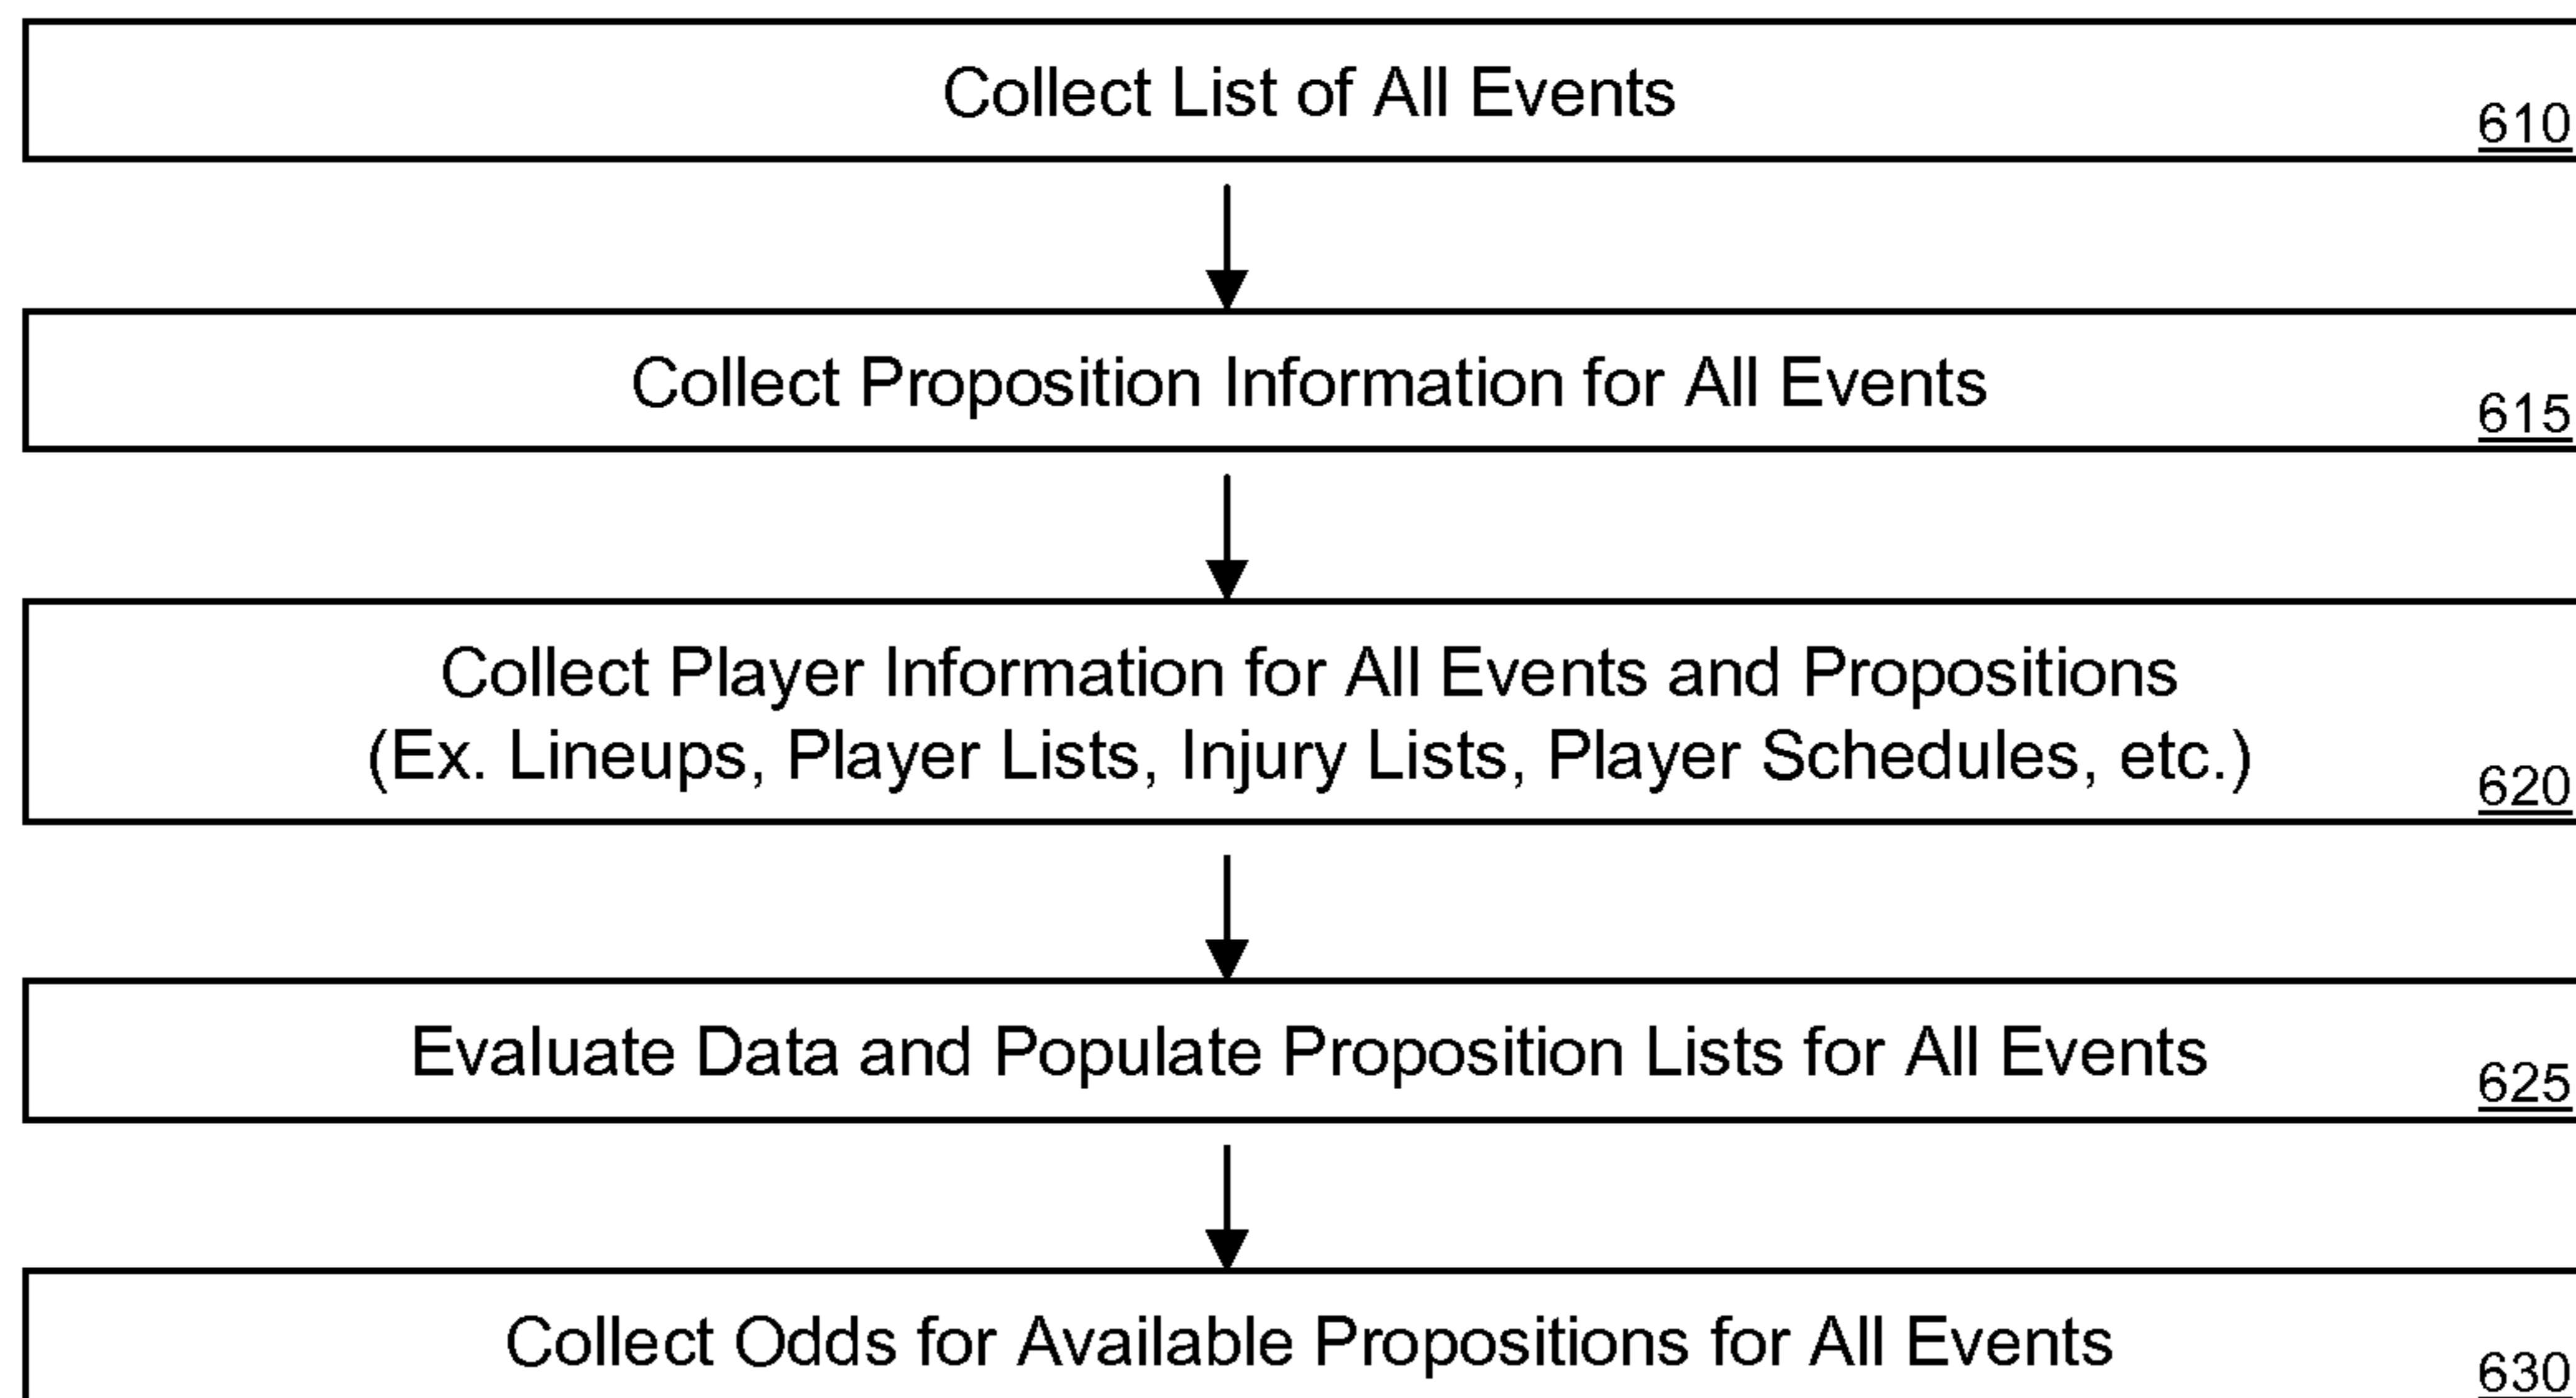 Collect List of All Events
610
Collect Proposition Information for All Events
615
Collect Player Information for All Events and Propositions
(Ex. Lineups, Player Lists, Injury Lists, Player Schedules, etc.)
620
Evaluate Data and Populate Proposition Lists for All Events
625
Collect Odds for Available Propositions for All Events
630